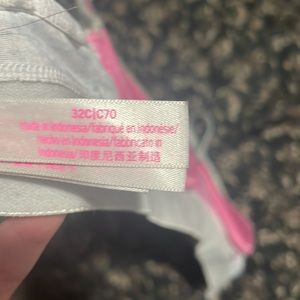 32C|C70
Made in Indonesia/fabriqué en Indonésie/
Hecho en Indonesia/fabbricato in
Indonesia/印度尼西亚制造